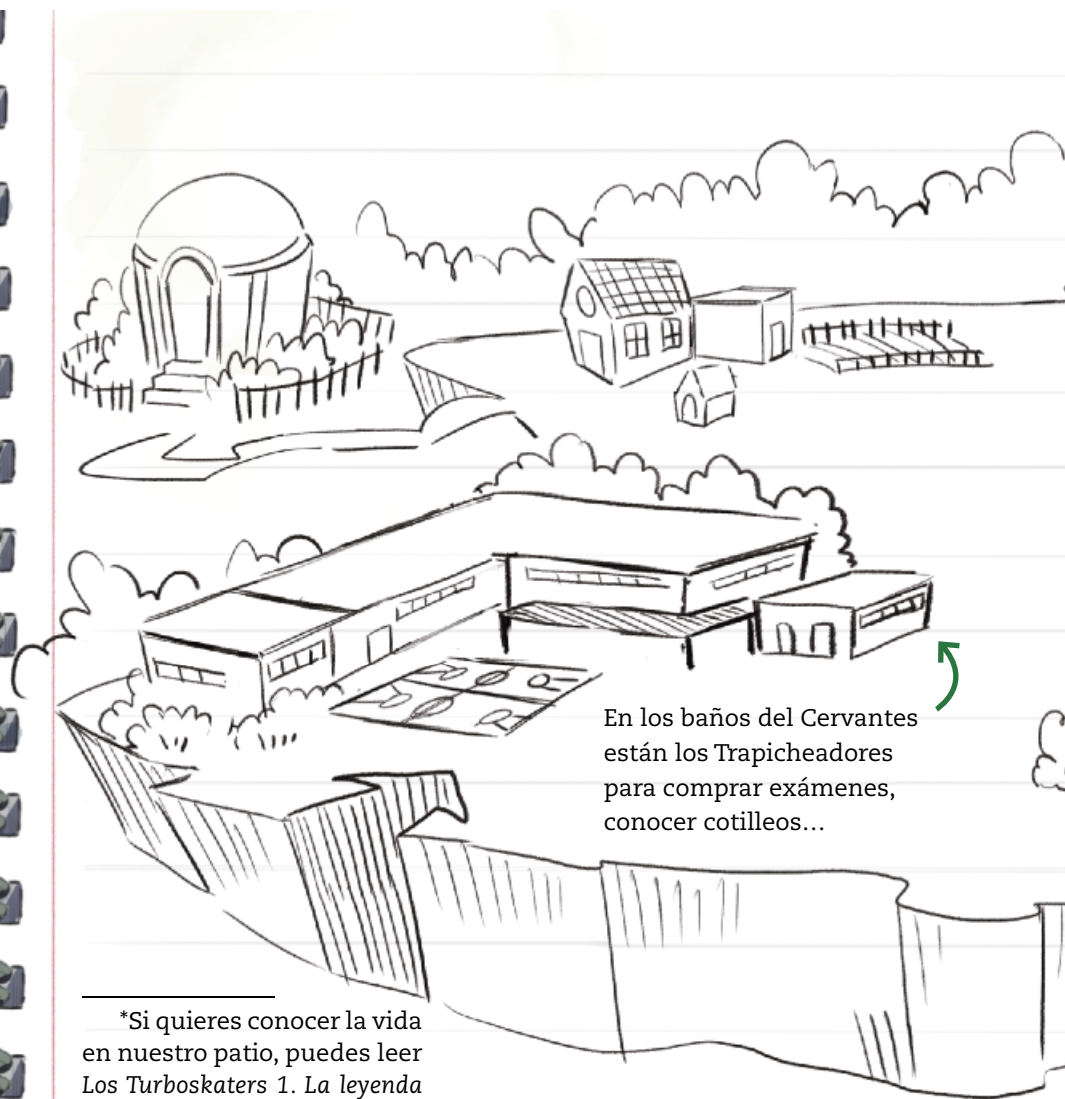 En los baños del Cervantes
están los Trapicheadores
para comprar exámenes,
conocer cotilleos…
*Si quieres conocer la vida
en nuestro patio, puedes leer
Los Turboskaters 1. La leyenda